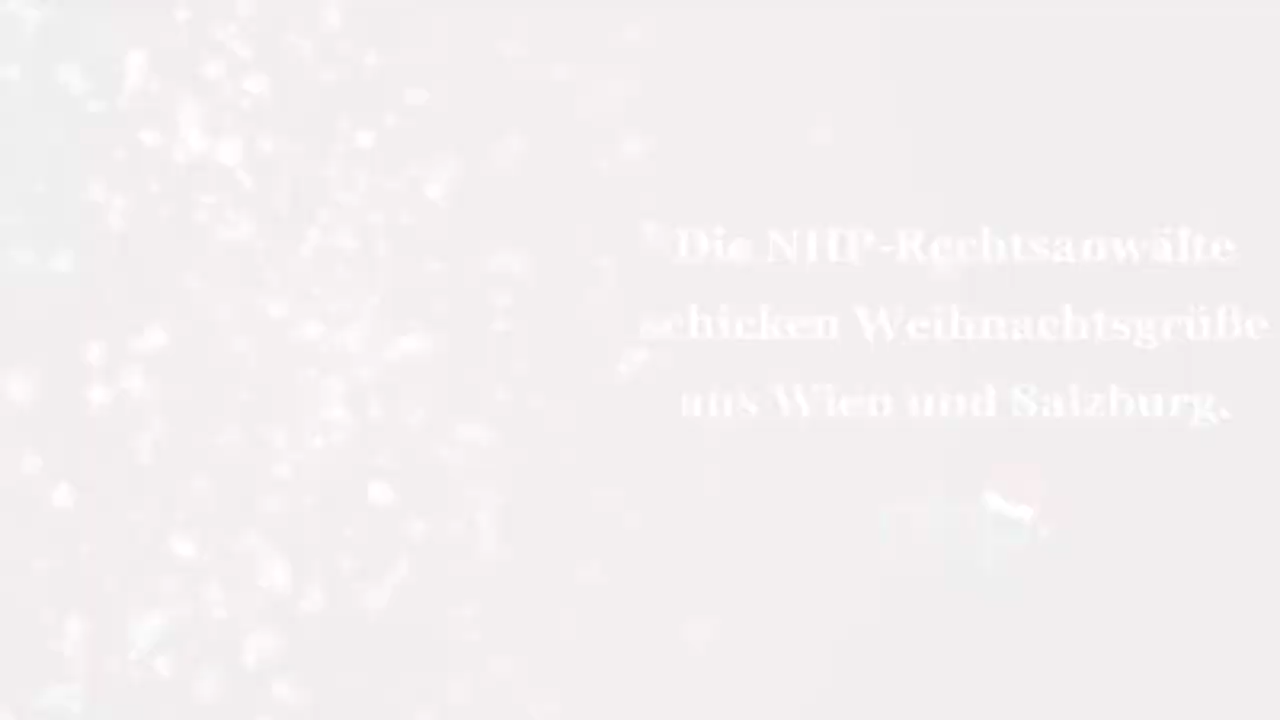 Die NHP-Rechtsanwälte
schicken Weihnachtsgrüße
aus Wien und Salzburg.